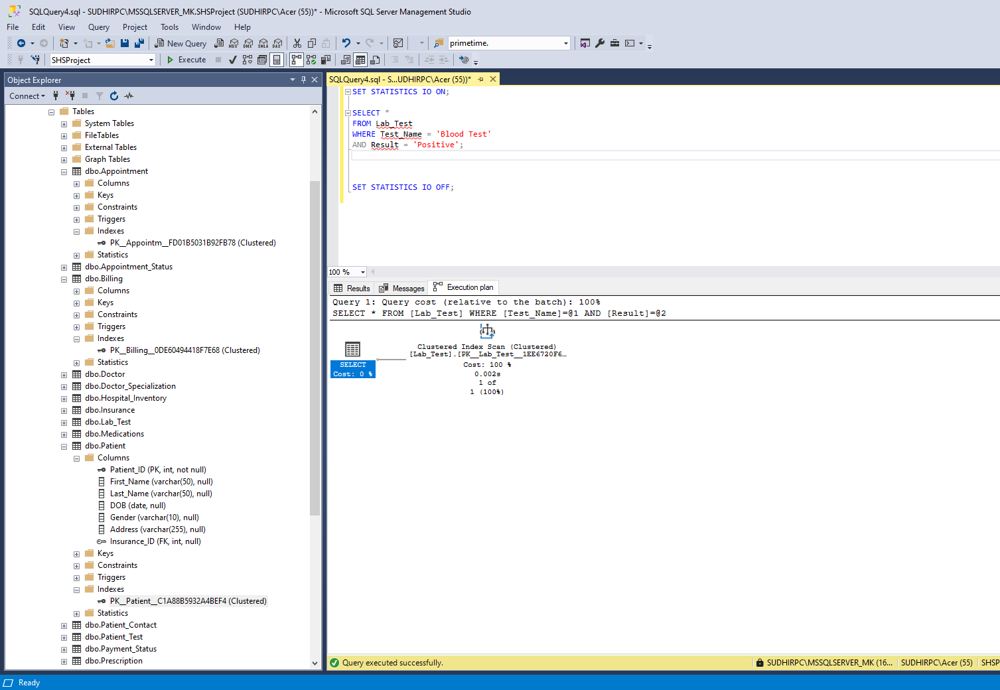 SQLQuery4.sql - SUDHIRPC\MSSQLSERVER_MK.SHSProject (SUDHIRPC\Acer (55))* - Microsoft SQL Server Management Studio
File Edit View Query Project Tools Window Help
New Query MDX DMX XMLA DAX primetime.
SHSProject Execute
Object Explorer
Connect
Tables
System Tables
FileTables
External Tables
Graph Tables
dbo.Appointment
Columns
Keys
Constraints
Triggers
Indexes
PK__Appointm__FD01B5031B92FB78 (Clustered)
Statistics
dbo.Appointment_Status
dbo.Billing
Columns
Keys
Constraints
Triggers
Indexes
PK__Billing__0DE60494418F7E68 (Clustered)
Statistics
dbo.Doctor
dbo.Doctor_Specialization
dbo.Hospital_Inventory
dbo.Insurance
dbo.Lab_Test
dbo.Medications
dbo.Patient
Columns
Patient_ID (PK, int, not null)
First_Name (varchar(50), null)
Last_Name (varchar(50), null)
DOB (date, null)
Gender (varchar(10), null)
Address (varchar(255), null)
Insurance_ID (FK, int, null)
Keys
Constraints
Triggers
Indexes
PK__Patient__C1A88B5932A4BEF4 (Clustered)
Statistics
dbo.Patient_Contact
dbo.Patient_Test
dbo.Payment_Status
dbo.Prescription
SQLQuery4.sql - S...UDHIRPC\Acer (55))*
SET STATISTICS IO ON;
SELECT *
FROM Lab_Test
WHERE Test_Name = 'Blood Test'
AND Result = 'Positive';
SET STATISTICS IO OFF;
100 %
Results Messages Execution plan
Query 1: Query cost (relative to the batch): 100%
SELECT * FROM [Lab_Test] WHERE [Test_Name]=@1 AND [Result]=@2
SELECT
Cost: 0 %
Clustered Index Scan (Clustered)
[Lab_Test].[PK__Lab_Test__1EE6720F6…
Cost: 100 %
0.002s
1 of
1 (100%)
Query executed successfully. SUDHIRPC\MSSQLSERVER_MK (16... SUDHIRPC\Acer (55) SHSP
Ready